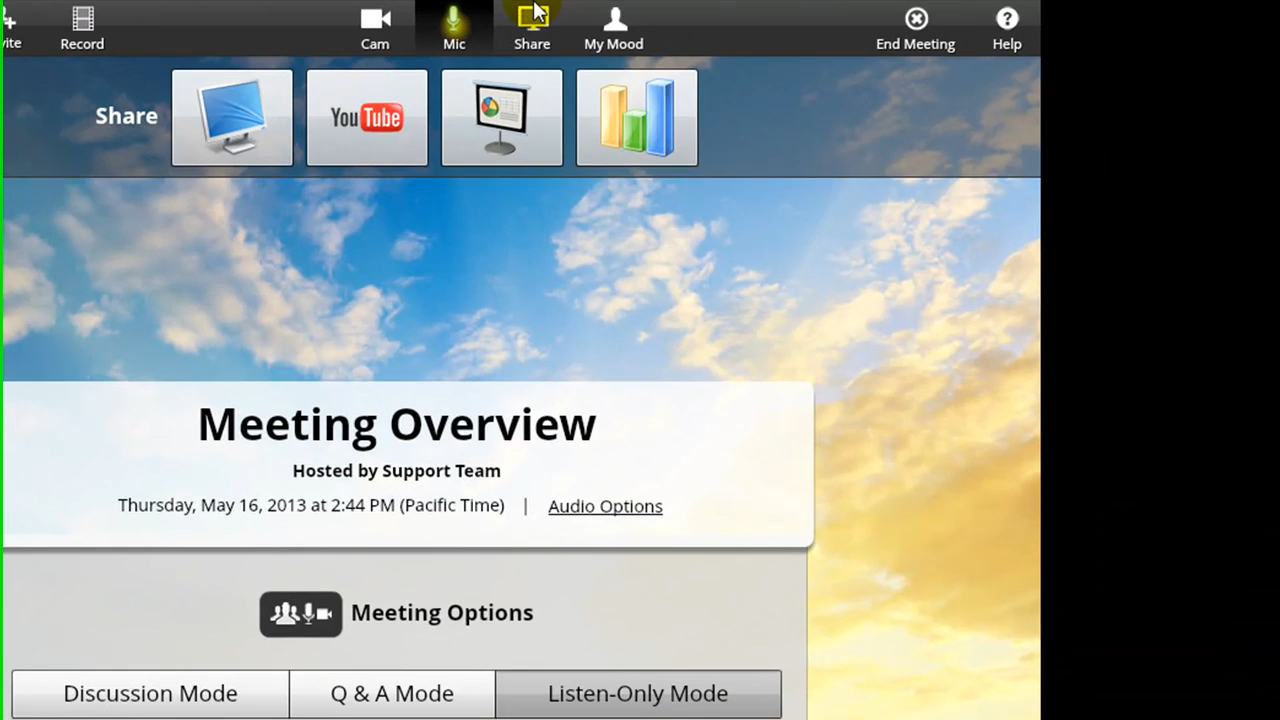 vite Record Cam Mic Share My Mood End Meeting Help
Share YouTube
Meeting Overview
Hosted by Support Team
Thursday, May 16, 2013 at 2:44 PM (Pacific Time) | Audio Options
Meeting Options
Discussion Mode Q & A Mode Listen-Only Mode